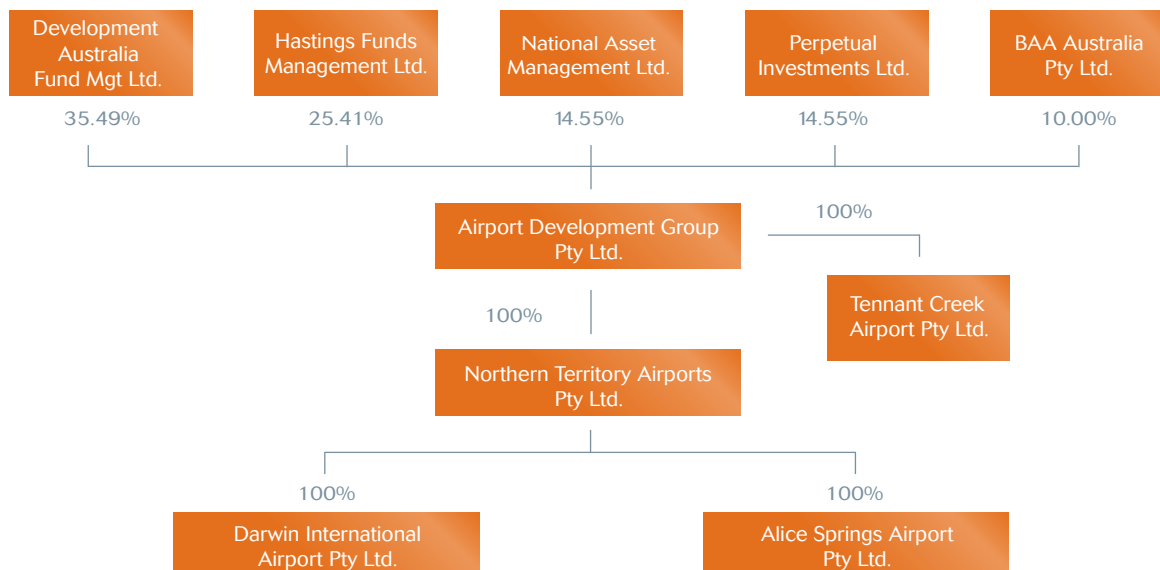 Development
Australia
Fund Mgt Ltd.
Hastings Funds
Management Ltd.
National Asset
Management Ltd.
Perpetual
Investments Ltd.
BAA Australia
Pty Ltd.
35.49%
25.41%
14.55%
14.55%
10.00%
Airport Development Group
Pty Ltd.
100%
Tennant Creek
Airport Pty Ltd.
100%
Northern Territory Airports
Pty Ltd.
100%
100%
Darwin International
Airport Pty Ltd.
Alice Springs Airport
Pty Ltd.